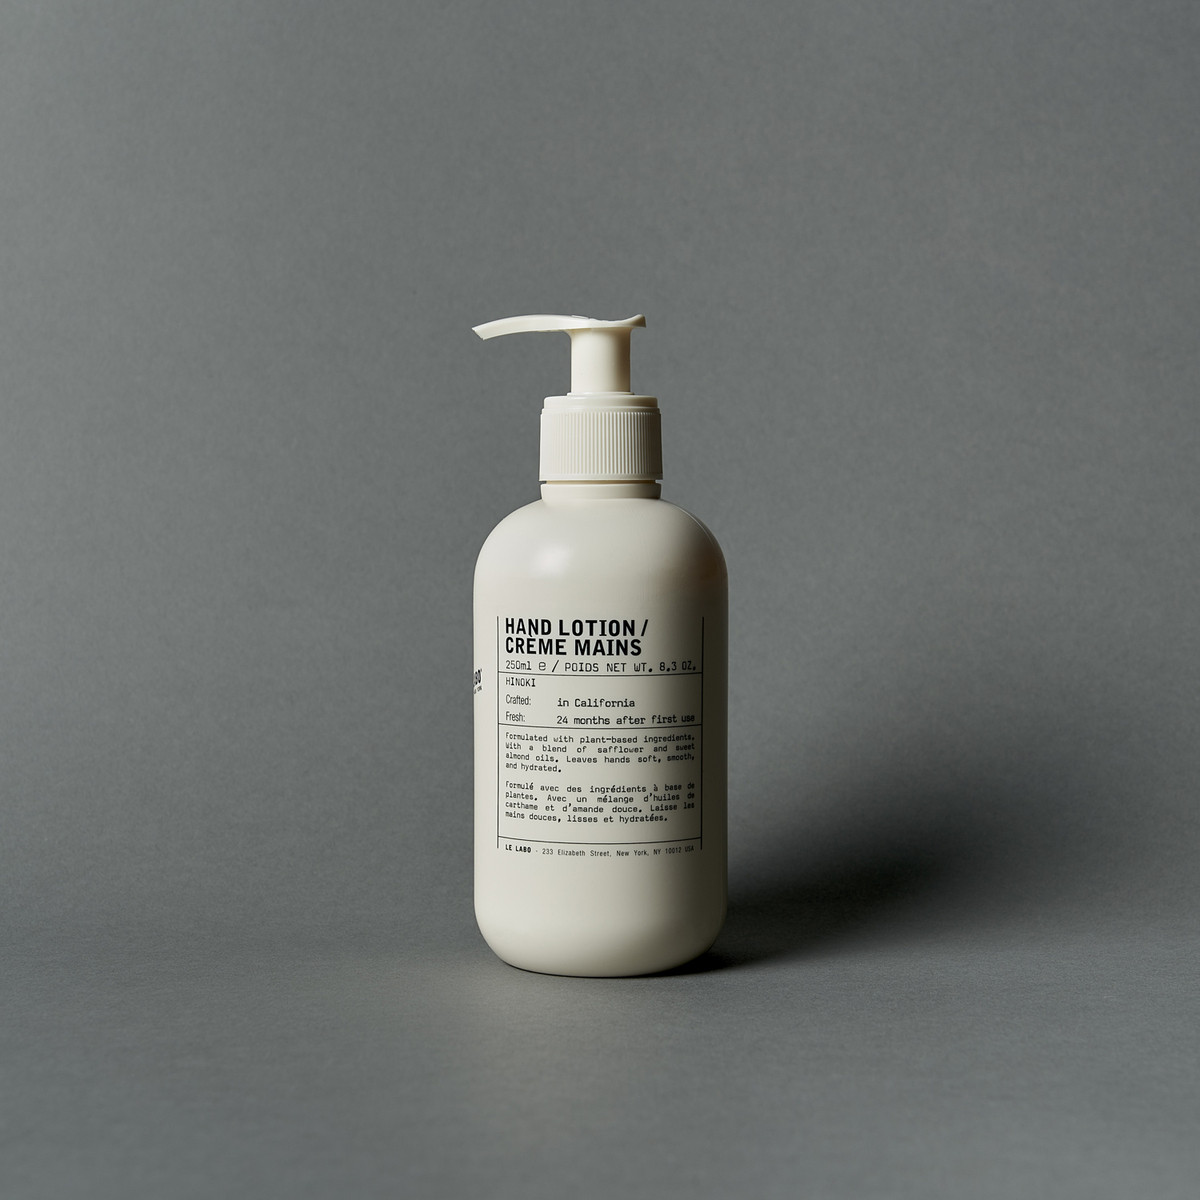 HAND LOTION /
CRÈME MAINS
250ml ℮ / POIDS NET WT. 8.3 OZ.
HINOKI
Crafted: in California
Fresh: 24 months after first use
Formulated with plant-based ingredients.
With a blend of safflower and sweet
almond oils. Leaves hands soft, smooth,
and hydrated.
Formulé avec des ingrédients à base de
plantes. Avec un mélange d'huiles de
carthame et d'amande douce. Laisse les
mains douces, lisses et hydratées.
LE LABO - 233 Elizabeth Street, New York, NY 10012 USA